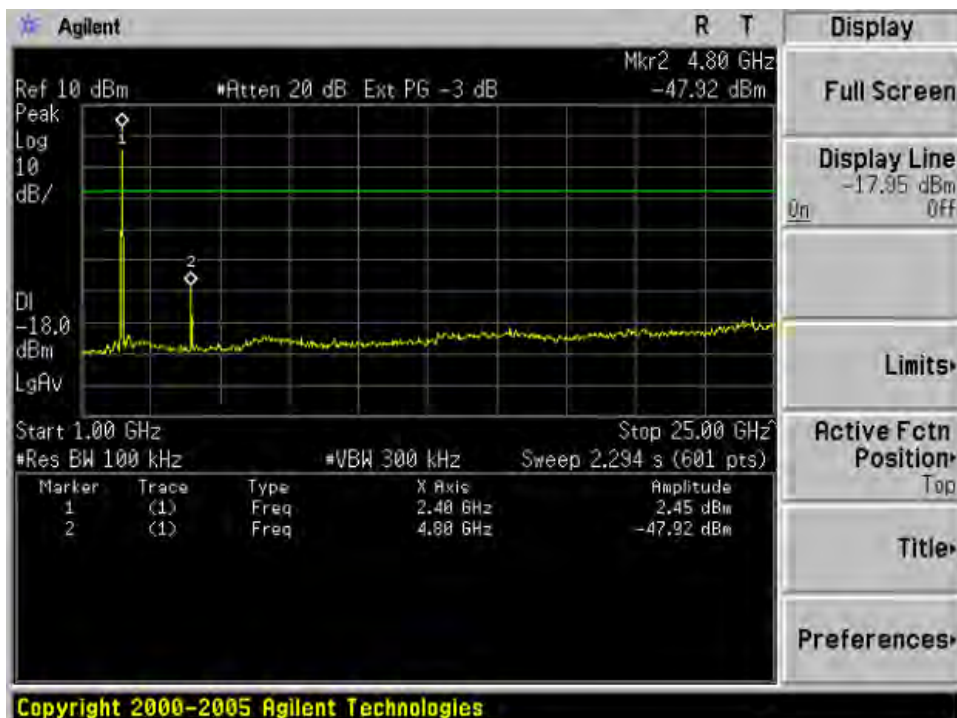 Agilent R T
Mkr2 4.80 GHz
Ref 10 dBm #Atten 20 dB Ext PG -3 dB -47.92 dBm
Peak
Log
10
dB/
1
2
DI
-18.0
dBm
LgAv
Start 1.00 GHz Stop 25.00 GHz
#Res BW 100 kHz #VBW 300 kHz Sweep 2.294 s (601 pts)
Marker Trace Type X Axis Amplitude
1 (1) Freq 2.40 GHz 2.45 dBm
2 (1) Freq 4.80 GHz -47.92 dBm
Display
Full Screen
Display Line
-17.95 dBm
On Off
Limits
Active Fctn
Position
Top
Title
Preferences
Copyright 2000-2005 Agilent Technologies